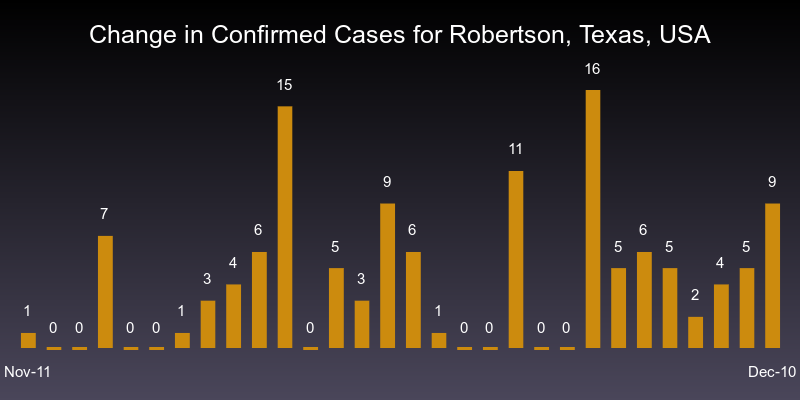 Change in Confirmed Cases for Robertson, Texas, USA
1 0 0 7 0 0 1 3 4 6 15 0 5 3 9 6 1 0 0 11 0 0 16 5 6 5 2 4 5 9
Nov-11 Dec-10